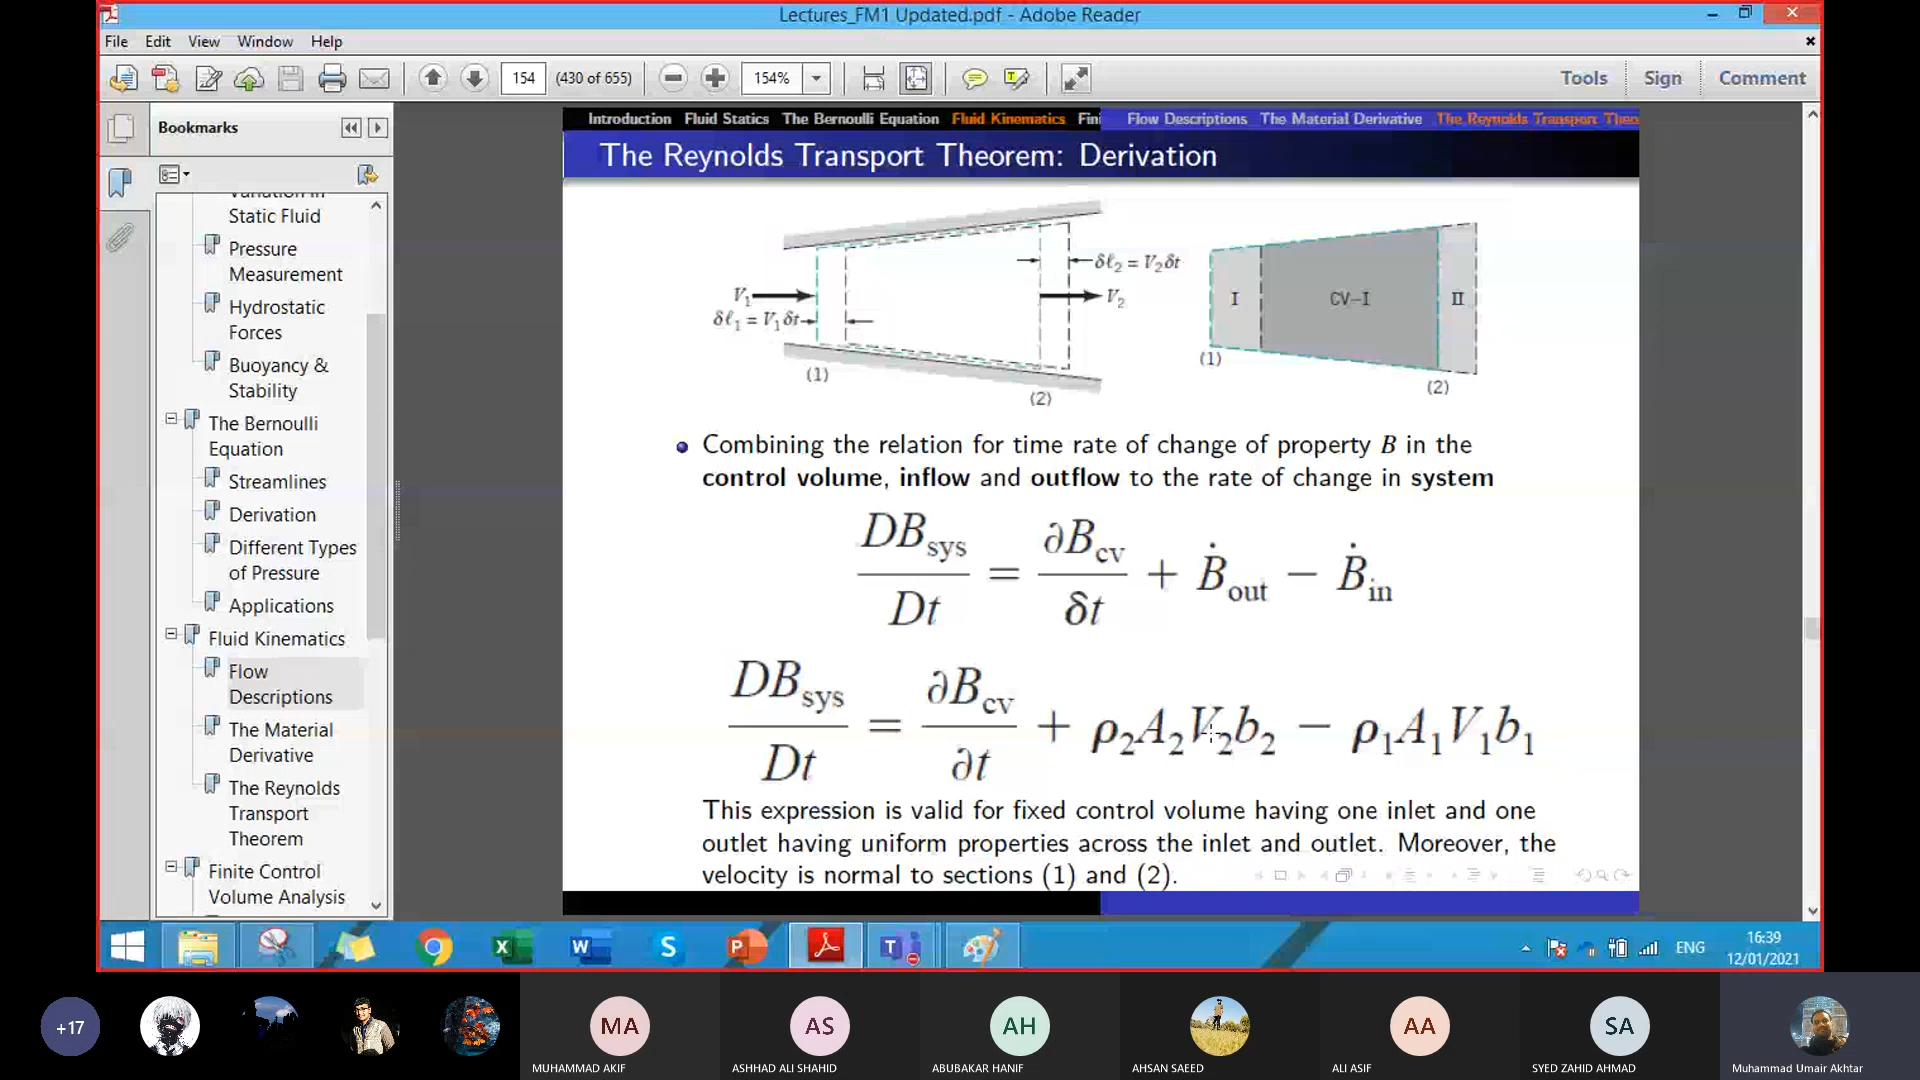 Lectures_FM1 Updated.pdf - Adobe Reader
File Edit View Window Help
154 (430 of 655) 154% Tools Sign Comment
Bookmarks
Variation in
Static Fluid
Pressure
Measurement
Hydrostatic
Forces
Buoyancy &
Stability
The Bernoulli
Equation
Streamlines
Derivation
Different Types
of Pressure
Applications
Fluid Kinematics
Flow
Descriptions
The Material
Derivative
The Reynolds
Transport
Theorem
Finite Control
Volume Analysis
Introduction Fluid Statics The Bernoulli Equation Fluid Kinematics Fini Flow Descriptions The Material Derivative The Reynolds Transport Theo
The Reynolds Transport Theorem: Derivation
δℓ₂ = V₂δt
V₁ V₂
δℓ₁ = V₁δt
(1)
(2)
I CV–I II
(1)
(2)
Combining the relation for time rate of change of property B in the
control volume, inflow and outflow to the rate of change in system
DB_sys/Dt = ∂B_cv/δt + Ḃ_out − Ḃ_in
DB_sys/Dt = ∂B_cv/∂t + ρ₂A₂V₂b₂ − ρ₁A₁V₁b₁
This expression is valid for fixed control volume having one inlet and one
outlet having uniform properties across the inlet and outlet. Moreover, the
velocity is normal to sections (1) and (2).
ENG 16:39
12/01/2021
+17 MA AS AH AA SA
MUHAMMAD AKIF ASHHAD ALI SHAHID ABUBAKAR HANIF AHSAN SAEED ALI ASIF SYED ZAHID AHMAD Muhammad Umair Akhtar